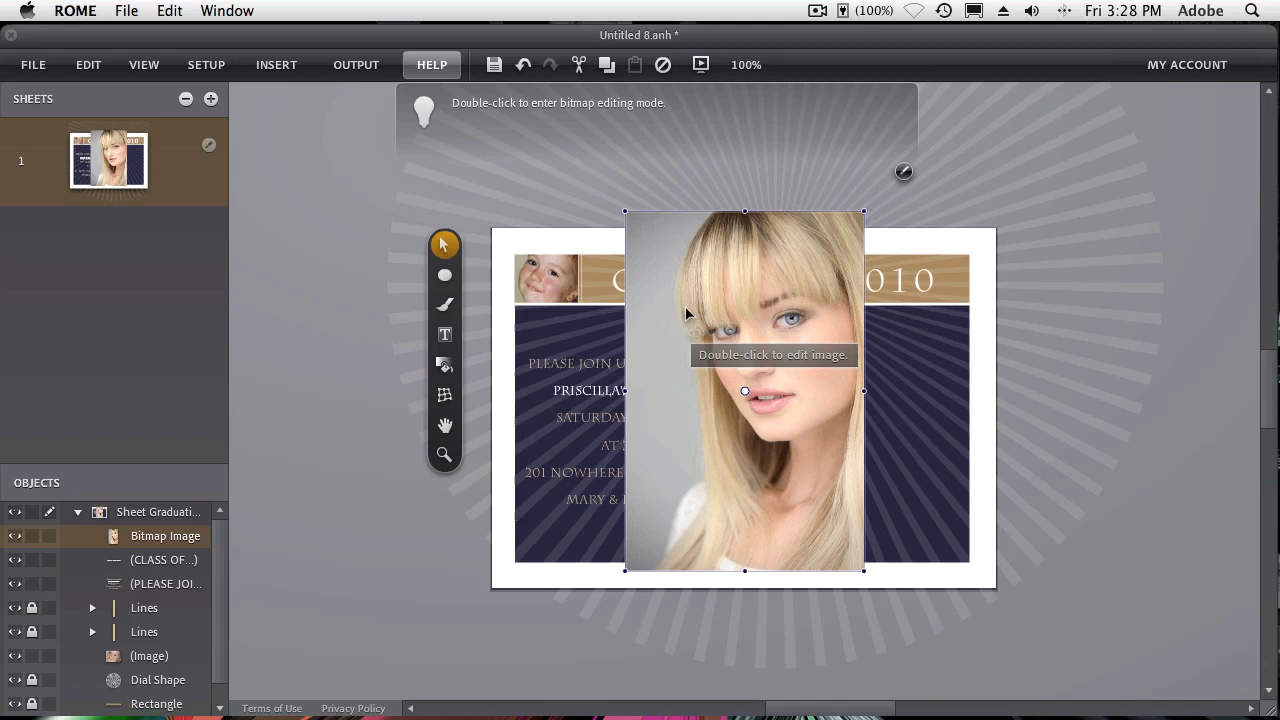 ROME File Edit Window (100%) Fri 3:28 PM Adobe
Untitled 8.anh *
FILE EDIT VIEW SETUP INSERT OUTPUT HELP 100% MY ACCOUNT
SHEETS
Double-click to enter bitmap editing mode.
1
C 010
Double-click to edit image.
PLEASE JOIN U
PRISCILLA'
SATURDAY
AT
201 NOWHERE
MARY &
T
OBJECTS
Sheet Graduati...
Bitmap Image
(CLASS OF...)
(PLEASE JOI...
Lines
Lines
(Image)
Dial Shape
Rectangle
Terms of Use Privacy Policy